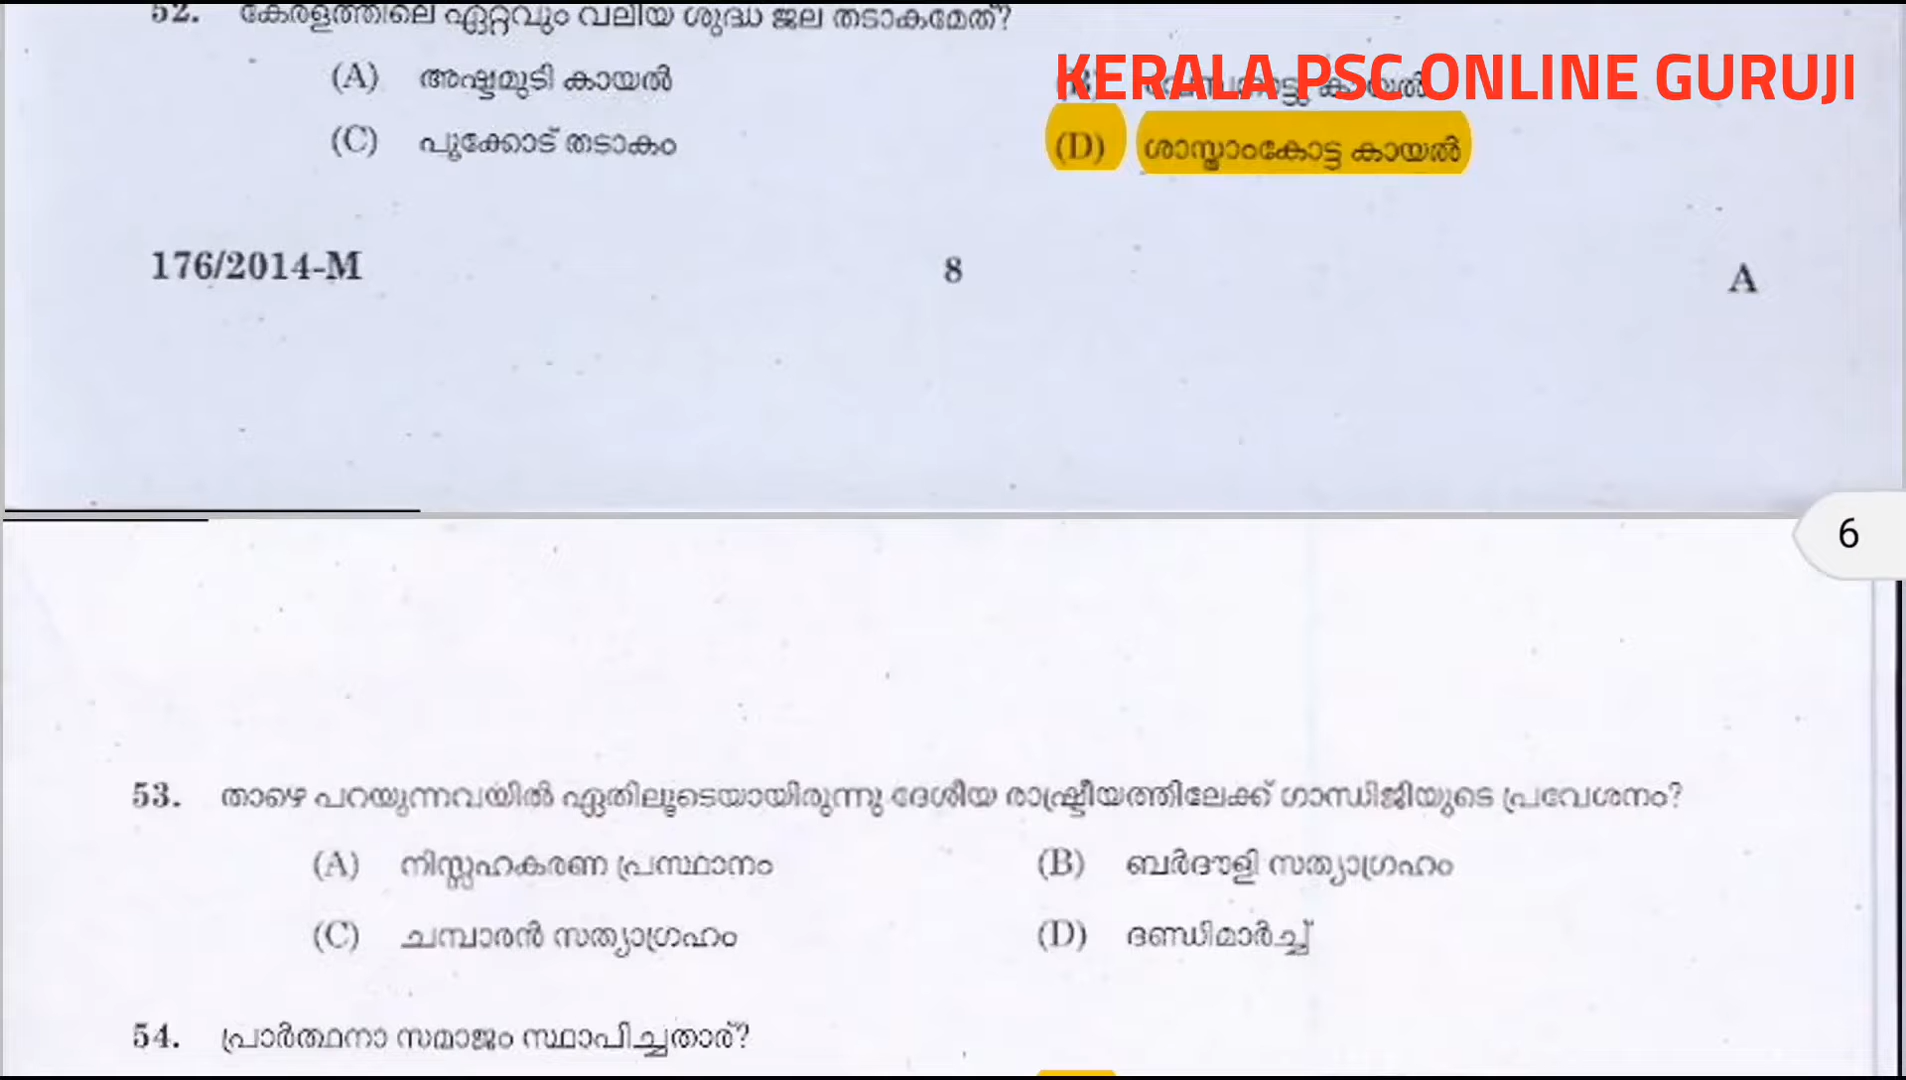 52. കേരളത്തിലെ ഏറ്റവും വലിയ ശുദ്ധ ജല തടാകമേത്?
KERALA PSC ONLINE GURUJI
(A) അഷ്ടമുടി കായൽ
(C) പൂക്കോട് തടാകം (D) ശാസ്താംകോട്ട കായൽ
176/2014-M 8 A
6
53. താഴെ പറയുന്നവയിൽ ഏതിലൂടെയായിരുന്നു ദേശീയ രാഷ്ട്രീയത്തിലേക്ക് ഗാന്ധിജിയുടെ പ്രവേശനം?
(A) നിസ്സഹകരണ പ്രസ്ഥാനം (B) ബർദൗളി സത്യാഗ്രഹം
(C) ചമ്പാരൻ സത്യാഗ്രഹം (D) ദണ്ഡിമാർച്ച്
54. പ്രാർത്ഥനാ സമാജം സ്ഥാപിച്ചതാര്?